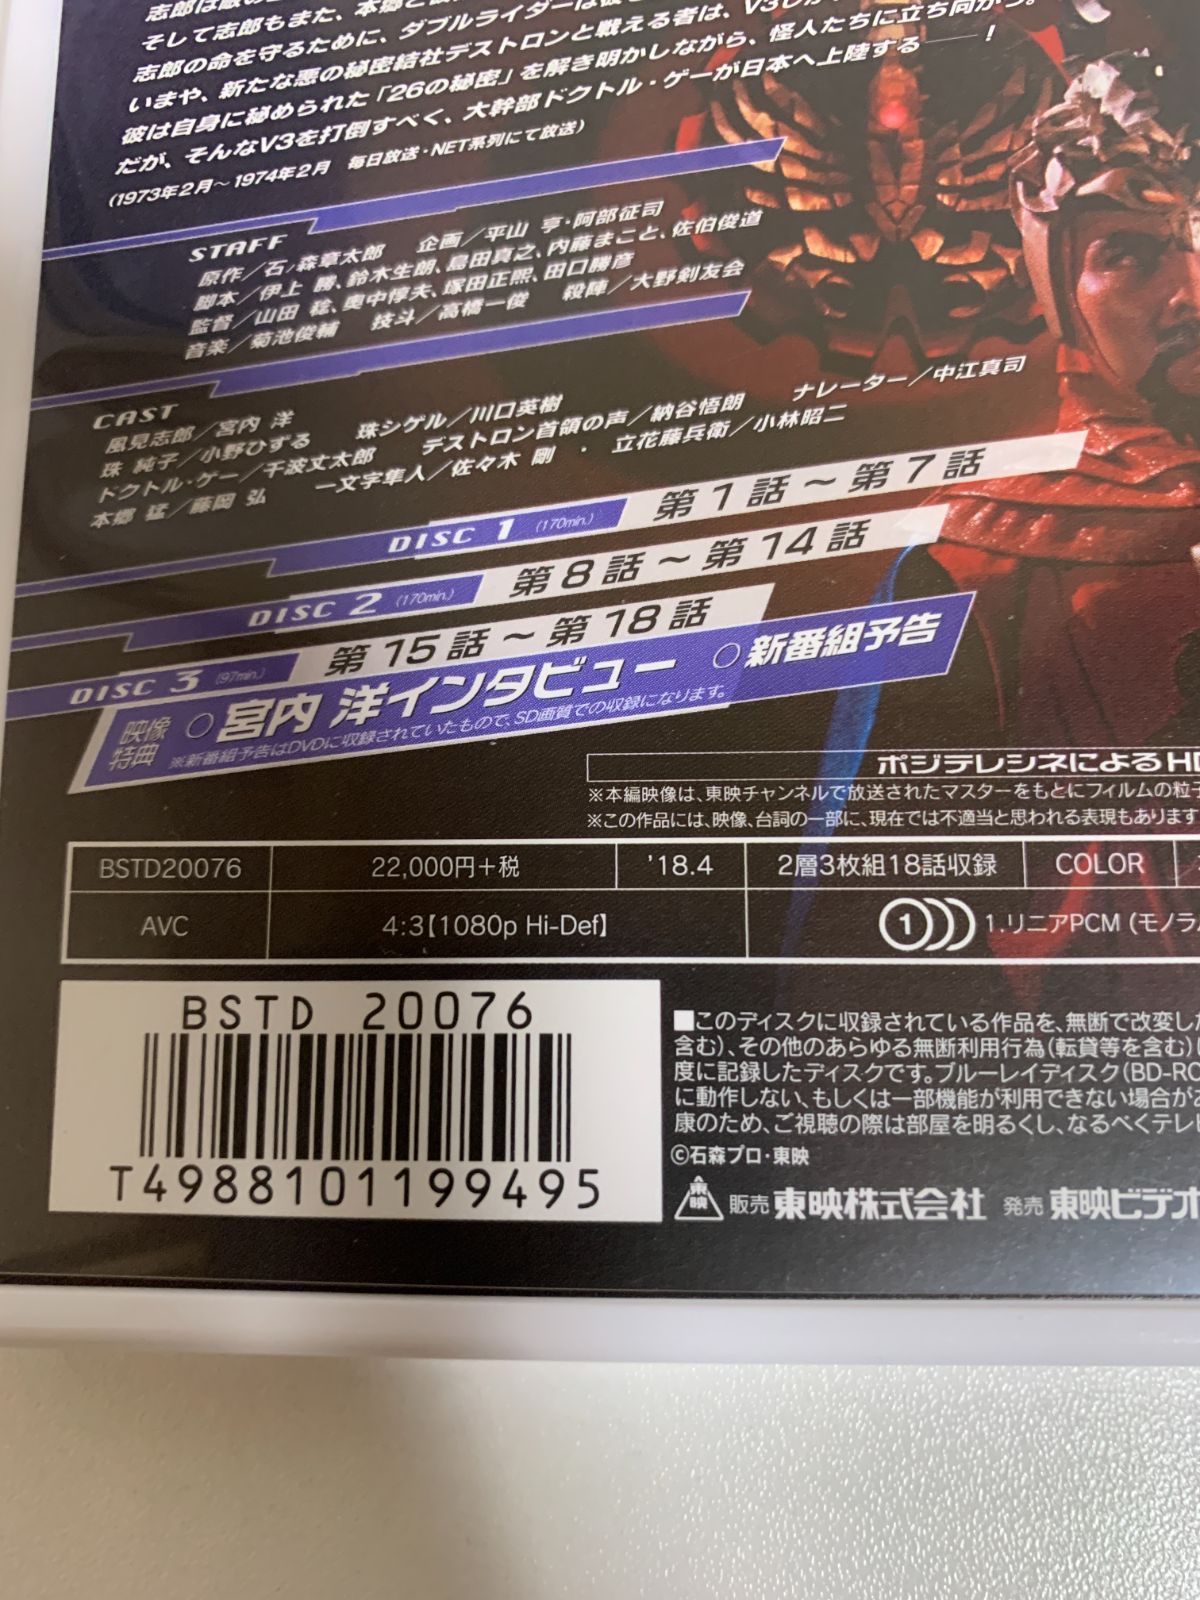 そして志郎もまた、本郷と
志郎の命を守るために、ダブルライダーは
いまや、新たな悪の秘密結社デストロンと戦える者は、V3
彼は自身に秘められた「26の秘密」を解き明かしながら、怪人たちに立ち向かう。
だが、そんなV3を打倒すべく、大幹部ドクトル・ゲーが日本へ上陸する──!
(1973年2月〜1974年2月 毎日放送・NET系列にて放送)
STAFF
原作/石ノ森章太郎 企画/平山 亨・阿部征司
脚本/伊上 勝、鈴木生朗、島田真之、内藤まこと、佐伯俊道
監督/山田 稔、奥中惇夫、塚田正熙、田口勝彦
音楽/菊池俊輔 技斗/高橋一俊 殺陣/大野剣友会
CAST
風見志郎/宮内 洋
珠 純子/小野ひずる 珠シゲル/川口英樹
ドクトル・ゲー/千波丈太郎 デストロン首領の声/納谷悟朗 ナレーター/中江真司
本郷 猛/藤岡 弘 一文字隼人/佐々木 剛 ・ 立花藤兵衛/小林昭二
DISC 1 (170min.) 第1話〜第7話
DISC 2 (170min.) 第8話〜第14話
DISC 3 (97min.) 第15話〜第18話
映像特典 ○宮内 洋インタビュー ○新番組予告
※新番組予告はDVDに収録されていたもので、SD画質での収録になります。
ポジテレシネによるHD
※本編映像は、東映チャンネルで放送されたマスターをもとにフィルムの粒子
※この作品には、映像、台詞の一部に、現在では不適当と思われる表現もあります
BSTD20076 22,000円+税 '18.4 2層3枚組18話収録 COLOR
AVC 4:3【1080p Hi-Def】 1 1.リニアPCM (モノラル
BSTD 20076
T4988101199495
■このディスクに収録されている作品を、無断で改変した
含む)、その他のあらゆる無断利用行為(転貸等を含む)
度に記録したディスクです。ブルーレイディスク(BD-RO
に動作しない、もしくは一部機能が利用できない場合が
康のため、ご視聴の際は部屋を明るくし、なるべくテレビ
©石森プロ・東映
東映 販売 東映株式会社 発売 東映ビデオ